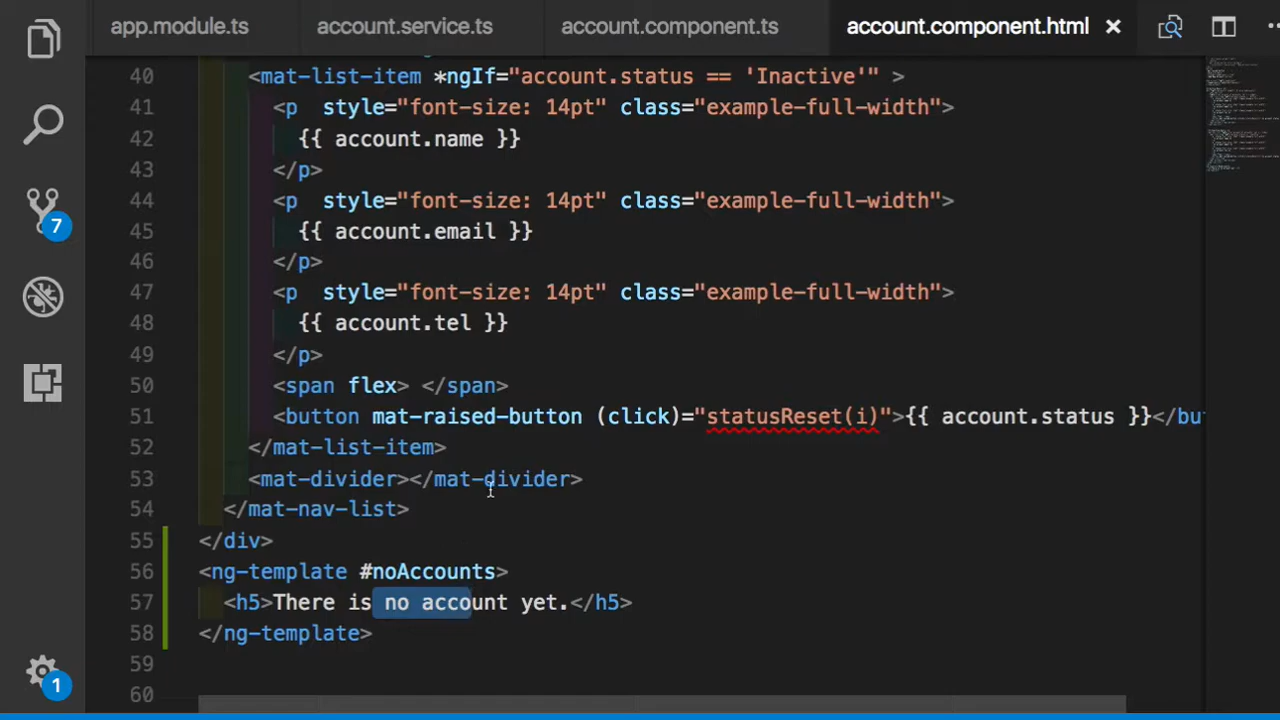 app.module.ts account.service.ts account.component.ts account.component.html
40 <mat-list-item *ngIf="account.status == 'Inactive'" >
41 <p  style="font-size: 14pt" class="example-full-width">
42 {{ account.name }}
43 </p>
44 <p  style="font-size: 14pt" class="example-full-width">
45 {{ account.email }}
46 </p>
47 <p  style="font-size: 14pt" class="example-full-width">
48 {{ account.tel }}
49 </p>
50 <span flex> </span>
51 <button mat-raised-button (click)="statusReset(i)">{{ account.status }}</bu
52 </mat-list-item>
53 <mat-divider></mat-divider>
54 </mat-nav-list>
55 </div>
56 <ng-template #noAccounts>
57 <h5>There is no account yet.</h5>
58 </ng-template>
59
60
7
1